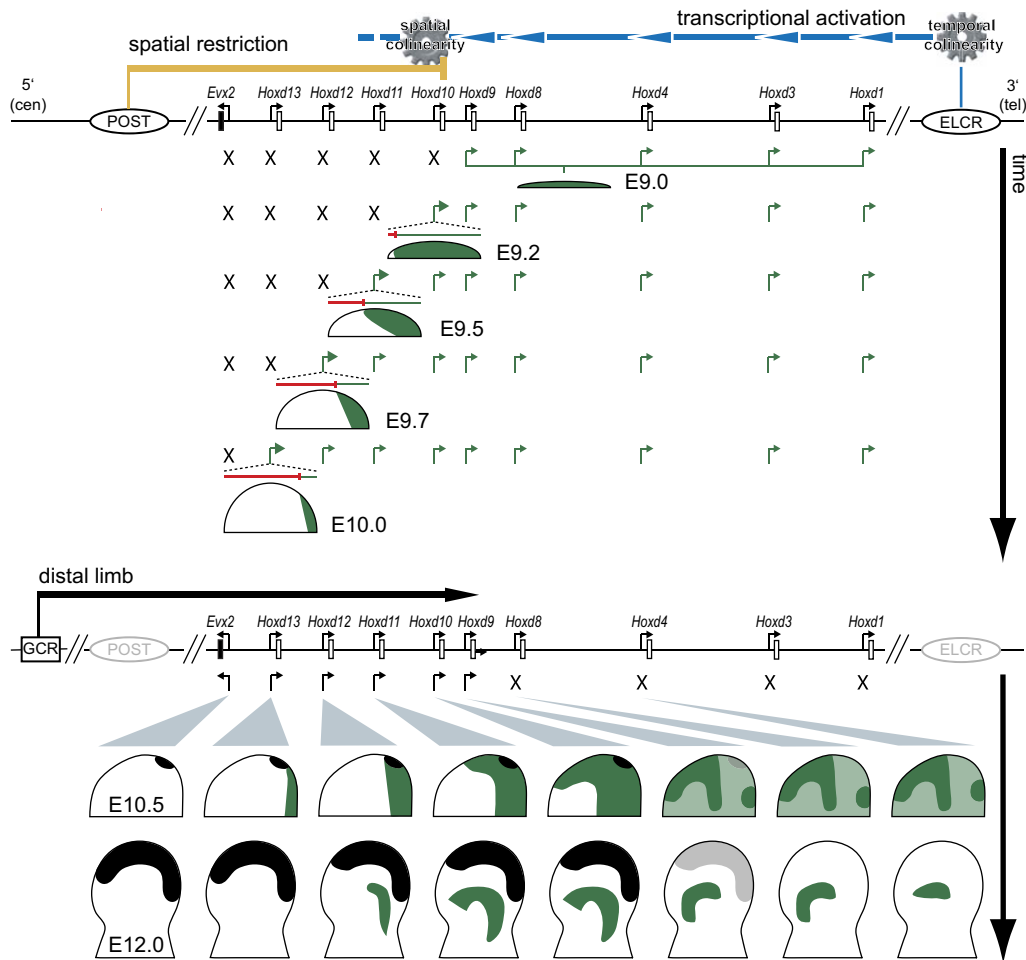 spatial restriction
spatial
colinearity
transcriptional activation
temporal
colinearity
5‘
(cen)
3‘
(tel)
Evx2 Hoxd13 Hoxd12 Hoxd11 Hoxd10 Hoxd9 Hoxd8 Hoxd4 Hoxd3 Hoxd1
POST
ELCR
time
X X X X X
E9.0
X X X X
E9.2
X X X
E9.5
X X
E9.7
X
E10.0
distal limb
Evx2 Hoxd13 Hoxd12 Hoxd11 Hoxd10 Hoxd9 Hoxd8 Hoxd4 Hoxd3 Hoxd1
GCR
POST
ELCR
X X X X
E10.5
E12.0